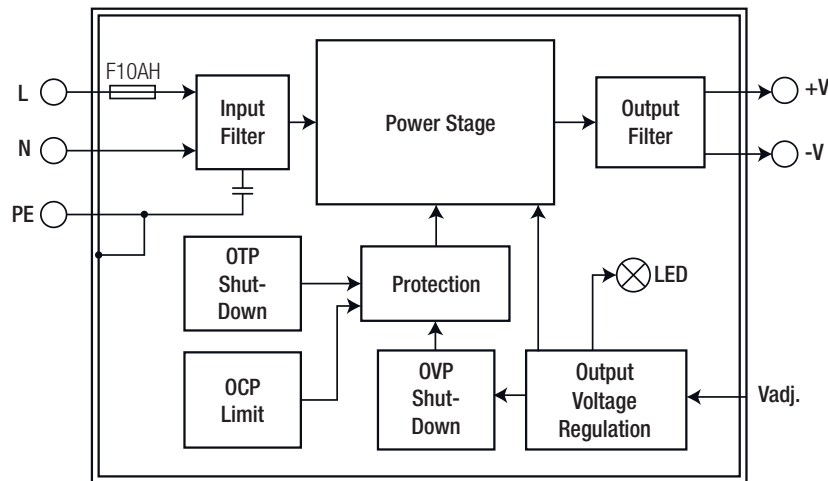 F10AH
L
N
PE
Input
Filter
Power Stage
Output
Filter
+V
-V
OTP
Shut-
Down
Protection
LED
OCP
Limit
OVP
Shut-
Down
Output
Voltage
Regulation
Vadj.